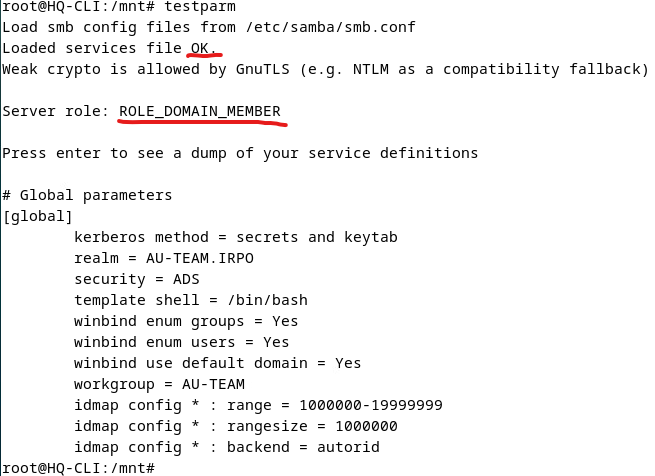 root@HQ-CLI:/mnt# testparm
Load smb config files from /etc/samba/smb.conf
Loaded services file OK.
Weak crypto is allowed by GnuTLS (e.g. NTLM as a compatibility fallback)
Server role: ROLE_DOMAIN_MEMBER
Press enter to see a dump of your service definitions
# Global parameters
[global]
kerberos method = secrets and keytab
realm = AU-TEAM.IRPO
security = ADS
template shell = /bin/bash
winbind enum groups = Yes
winbind enum users = Yes
winbind use default domain = Yes
workgroup = AU-TEAM
idmap config * : range = 1000000-19999999
idmap config * : rangesize = 1000000
idmap config * : backend = autorid
root@HQ-CLI:/mnt#